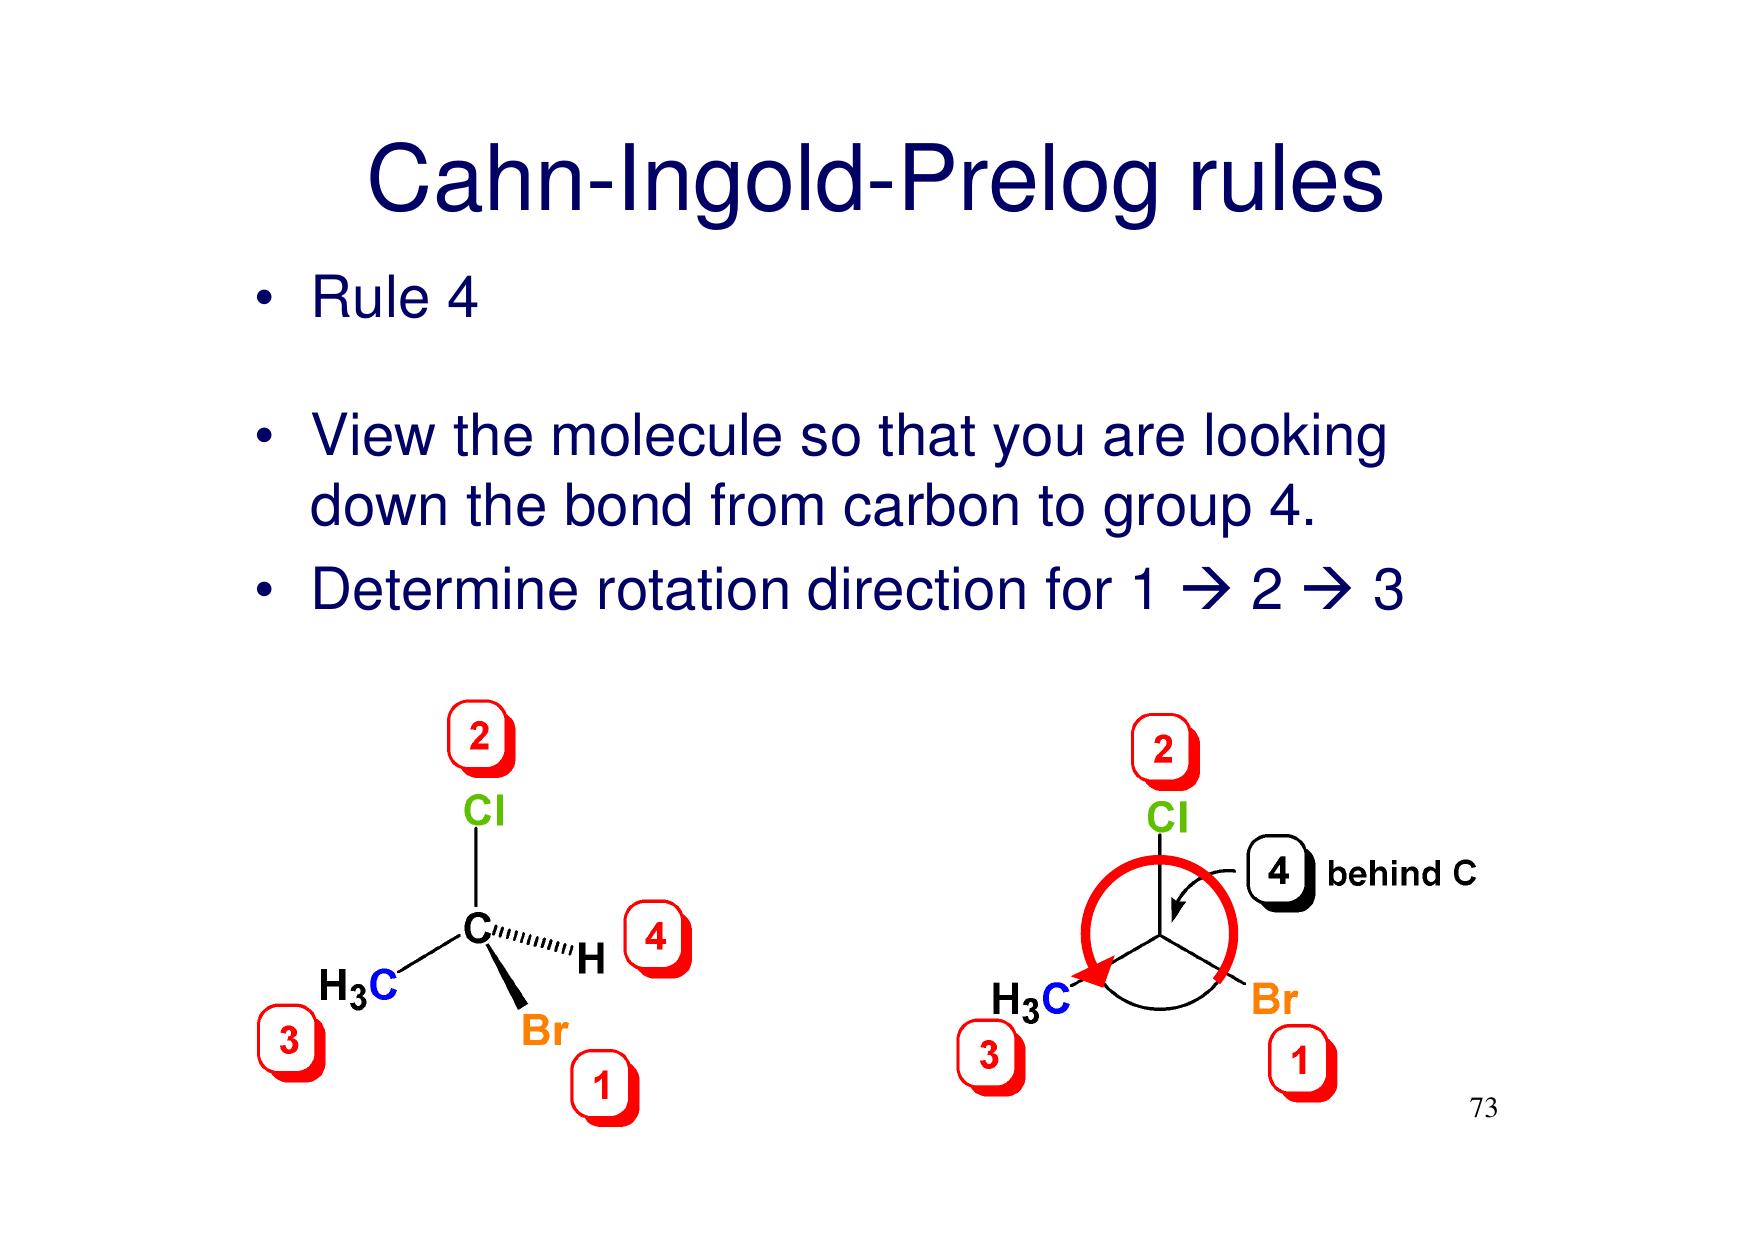 Cahn-Ingold-Prelog rules
• Rule 4
• View the molecule so that you are looking
down the bond from carbon to group 4.
• Determine rotation direction for 1 → 2 → 3
2
Cl
C
H
4
H₃C
3
Br
1
2
Cl
4 behind C
H₃C
Br
3
1
73